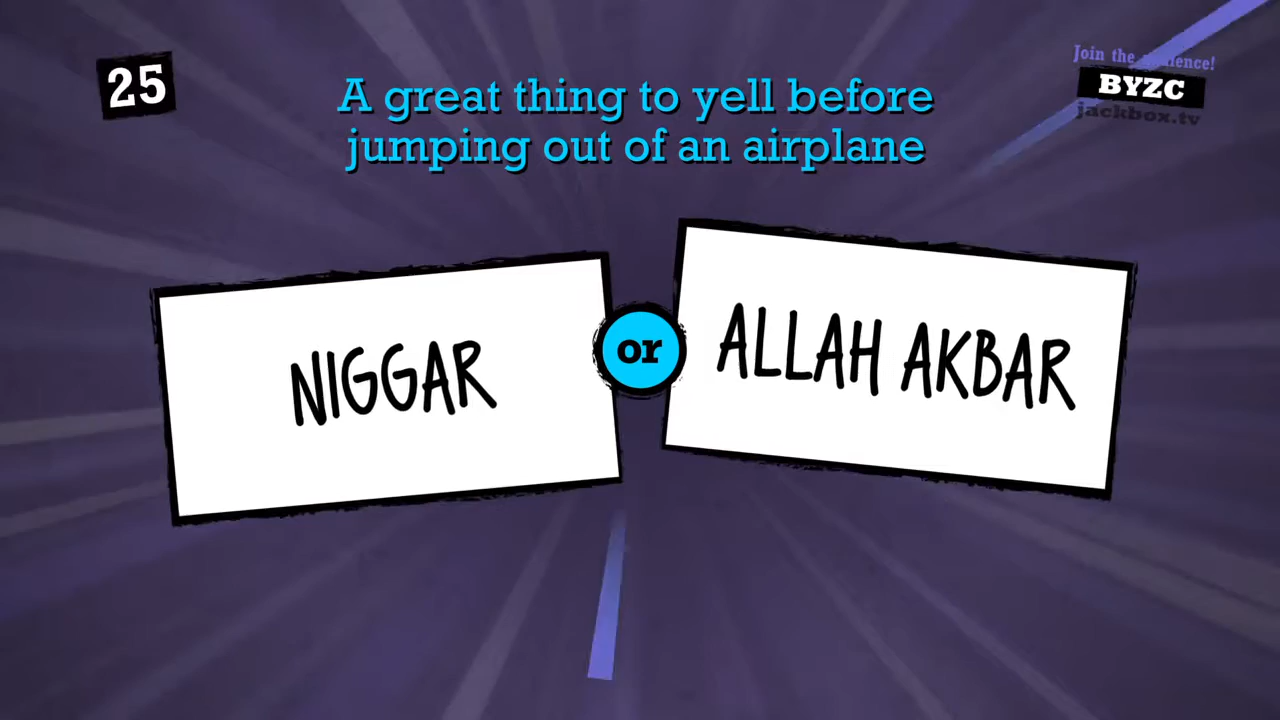 25
Join the audience!
BYZC
jackbox.tv
A great thing to yell before
jumping out of an airplane
NIGGAR
or
ALLAH AKBAR